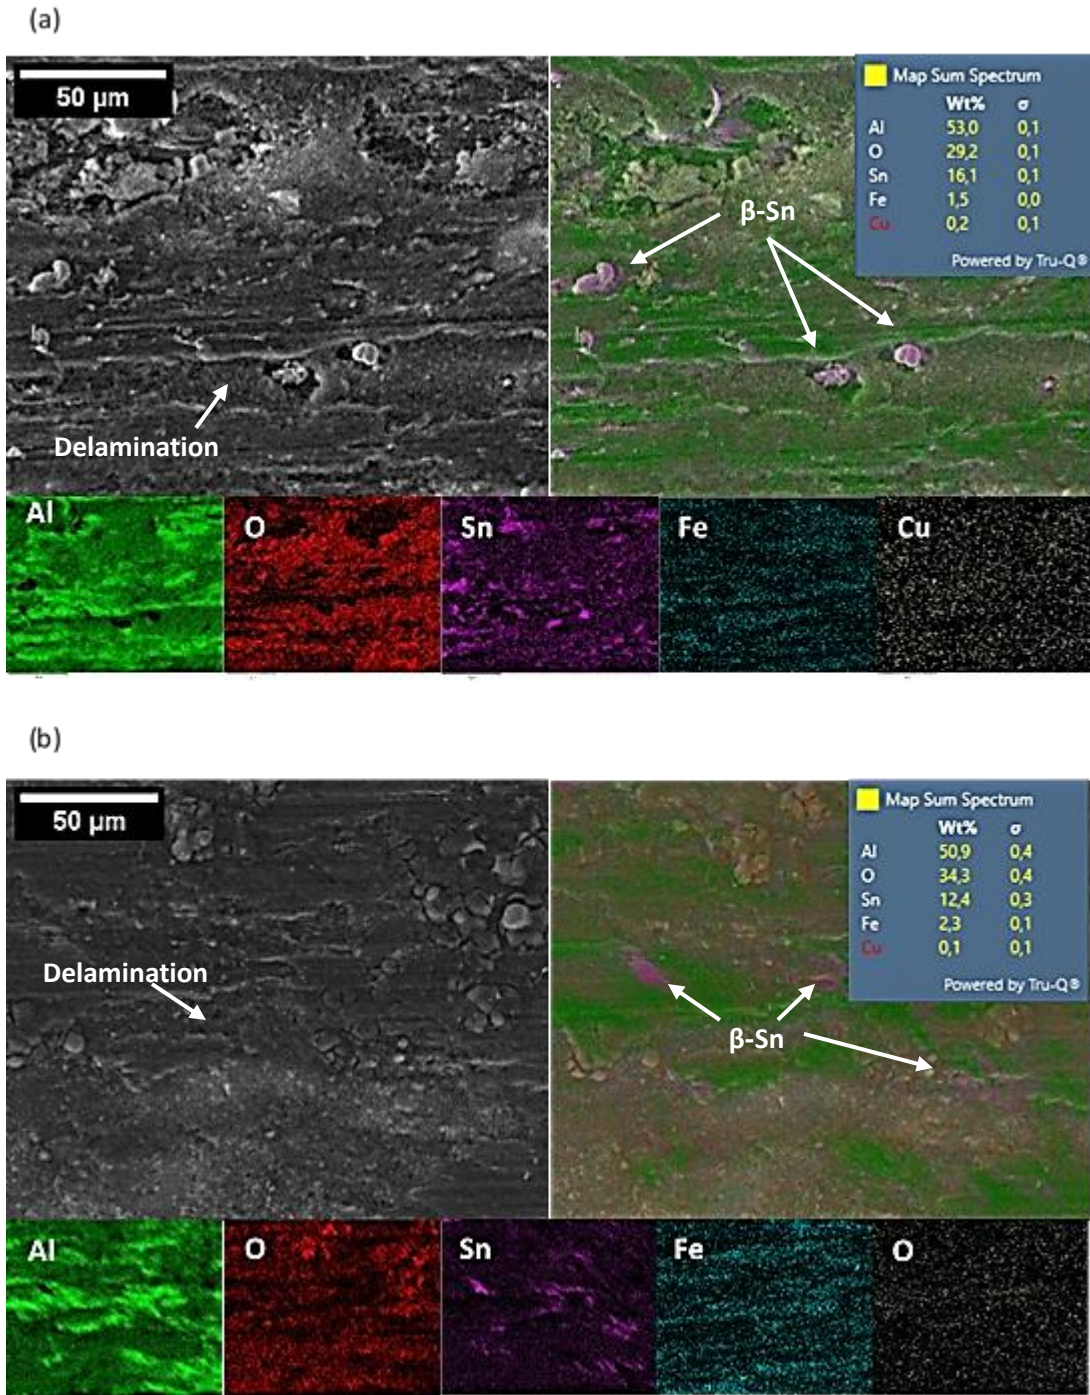 (a)
50 µm
Map Sum Spectrum
Wt% σ
Al 53,0 0,1
O 29,2 0,1
Sn 16,1 0,1
Fe 1,5 0,0
Cu 0,2 0,1
Powered by Tru-Q®
β-Sn
Delamination
Al O Sn Fe Cu
(b)
50 µm
Map Sum Spectrum
Wt% σ
Al 50,9 0,4
O 34,3 0,4
Sn 12,4 0,3
Fe 2,3 0,1
Cu 0,1 0,1
Powered by Tru-Q®
Delamination
β-Sn
Al O Sn Fe O